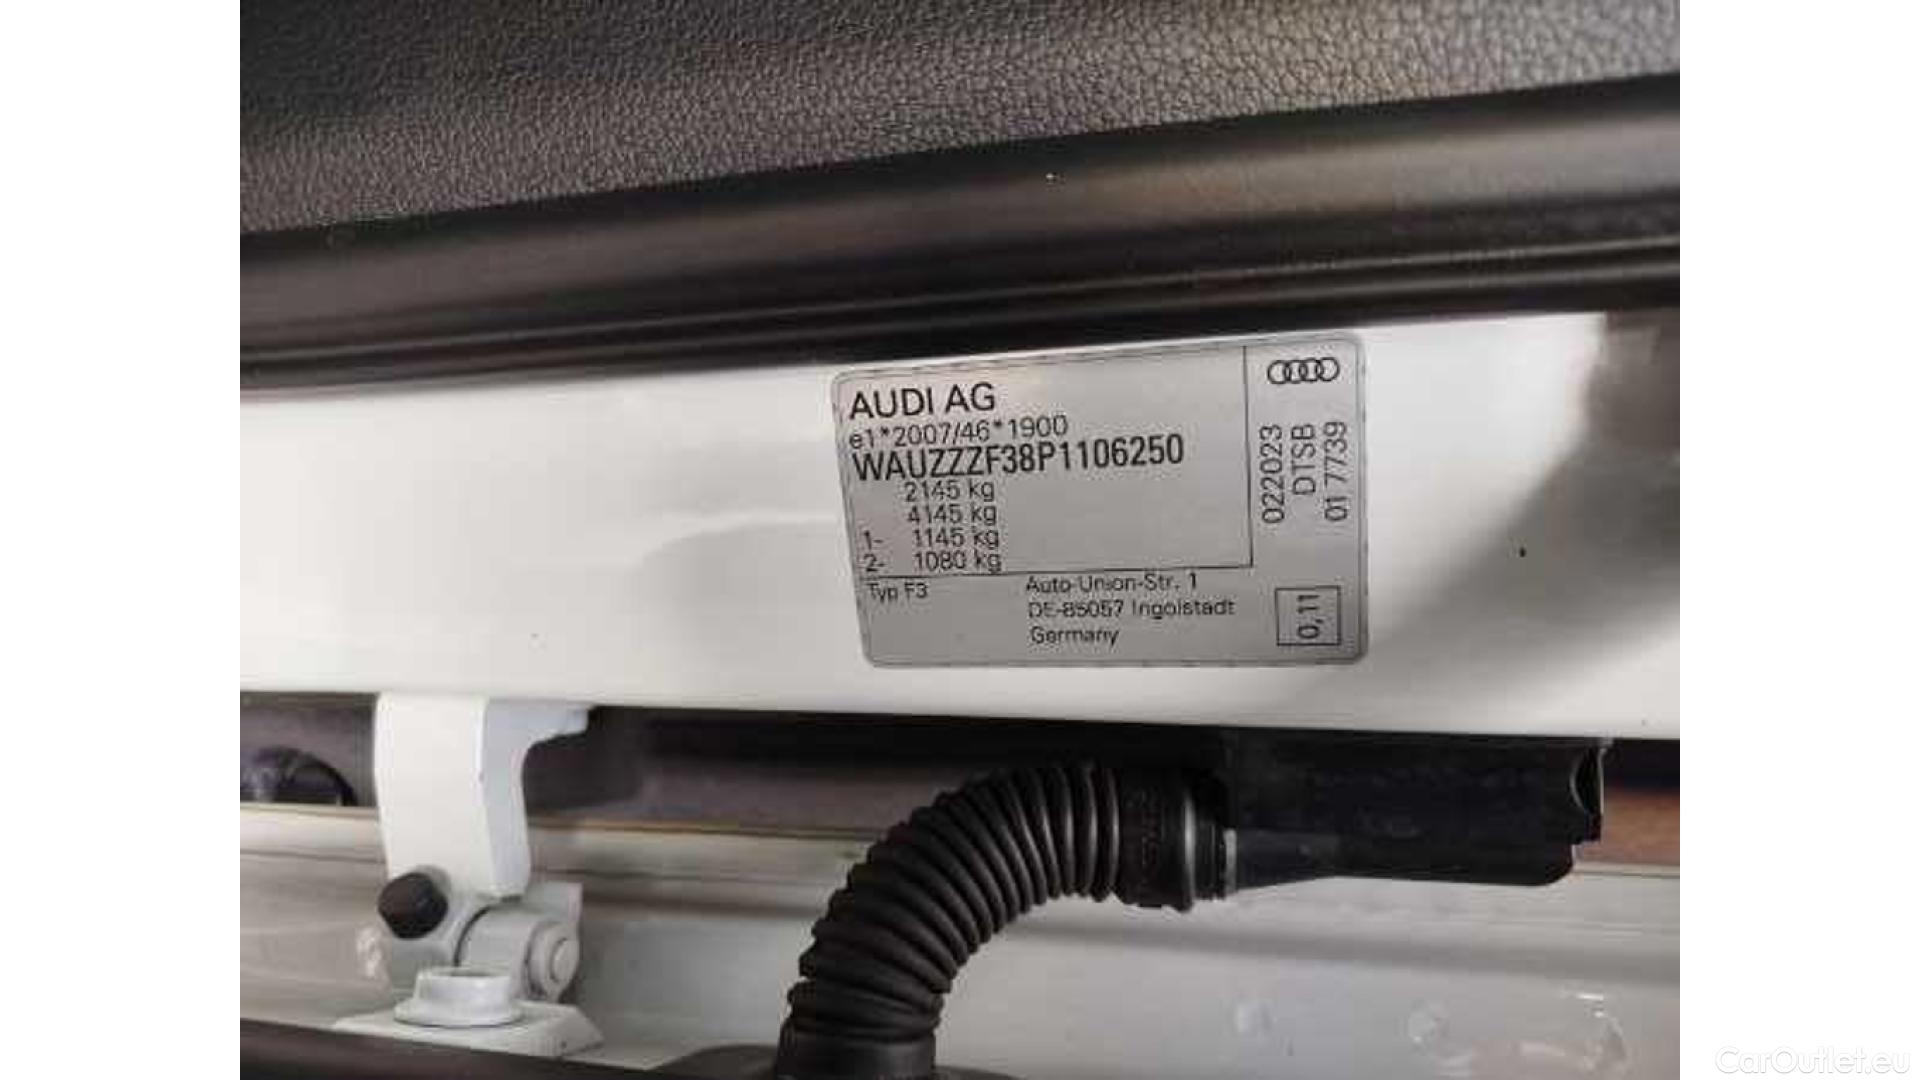 AUDI AG
e1*2007/46*1900
WAUZZZF38P1106250
2145 kg
4145 kg
1- 1145 kg
2- 1080 kg
Typ F3
Auto-Union-Str. 1
DE-85057 Ingolstadt
Germany
022023
DTSB
01 7739
0,11
CarOutlet.eu